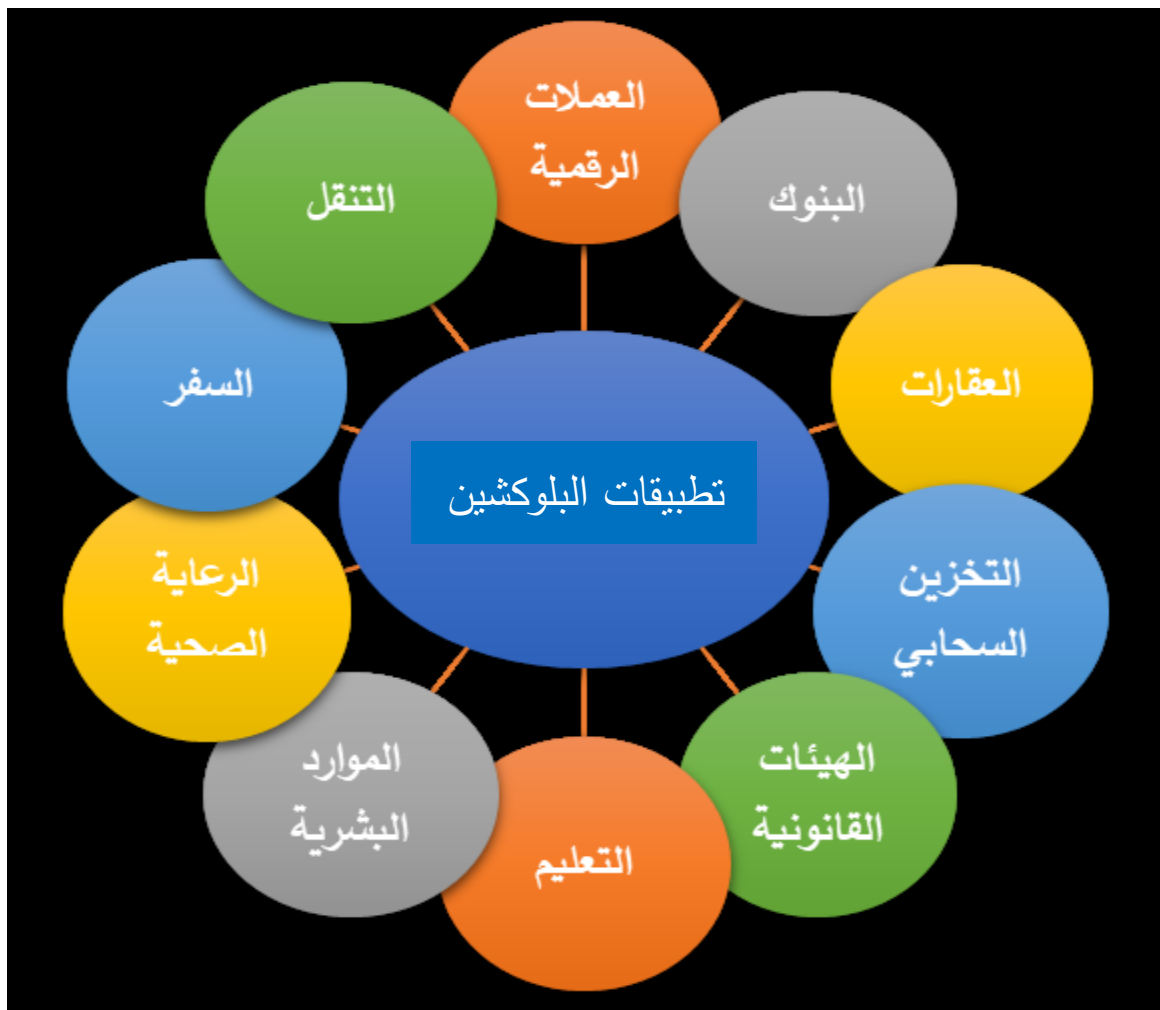 العملات
الرقمية
البنوك
العقارات
التخزين
السحابي
الهيئات
القانونية
التعليم
الموارد
البشرية
الرعاية
الصحية
السفر
التنقل
تطبيقات البلوكشين